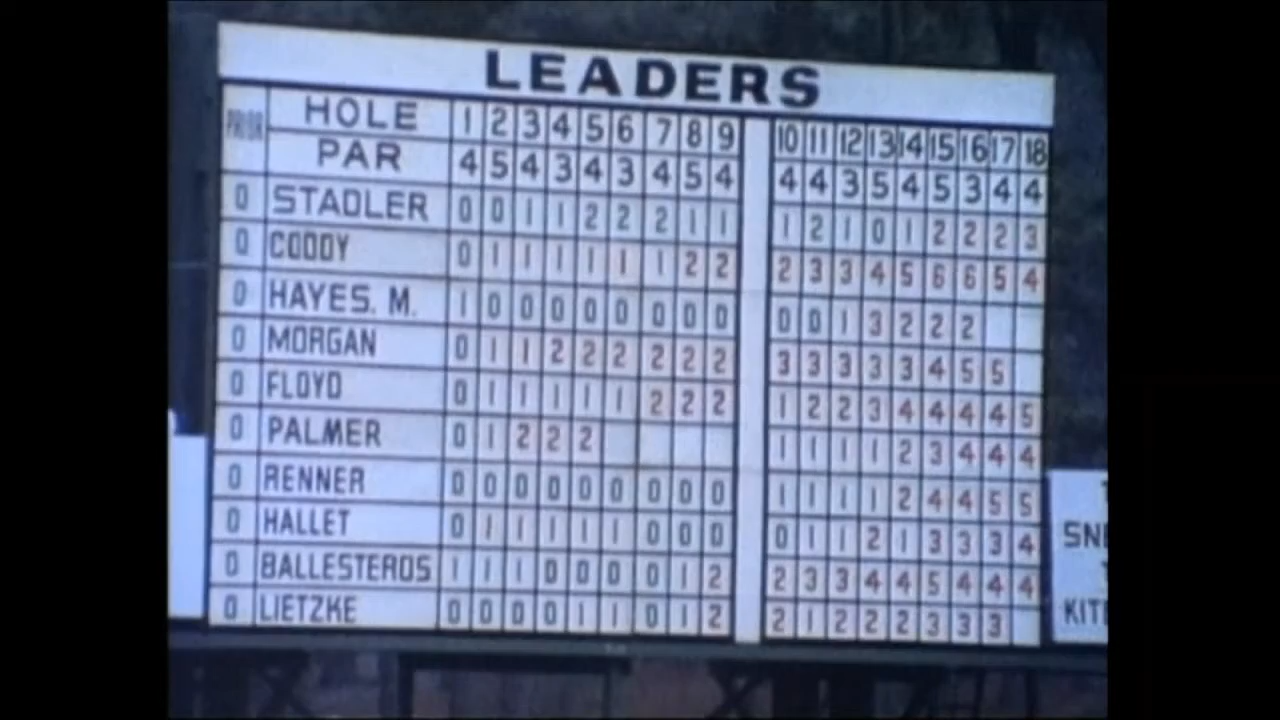 LEADERS
PRIOR HOLE 1 2 3 4 5 6 7 8 9 10 11 12 13 14 15 16 17 18
PAR 4 5 4 3 4 3 4 5 4 4 4 3 5 4 5 3 4 4
0 STADLER 0 0 1 1 2 2 2 1 1 1 2 1 0 1 2 2 2 3
0 CODDY 0 1 1 1 1 1 1 2 2 2 3 3 4 5 6 6 5 4
0 HAYES. M. 1 0 0 0 0 0 0 0 0 0 0 1 3 2 2 2
0 MORGAN 0 1 1 2 2 2 2 2 2 3 3 3 3 3 4 5 5
0 FLOYD 0 1 1 1 1 1 2 2 2 1 2 2 3 4 4 4 4 5
0 PALMER 0 1 2 2 2 1 1 1 1 2 3 4 4 4
0 RENNER 0 0 0 0 0 0 0 0 0 1 1 1 1 2 4 4 5 5
0 HALLET 0 1 1 1 1 1 0 0 0 0 1 1 2 1 3 3 3 4
0 BALLESTEROS 1 1 1 0 0 0 0 1 2 2 3 3 4 4 5 4 4 4
0 LIETZKE 0 0 0 0 1 1 0 1 2 2 1 2 2 2 3 3 3
SNE
KITE